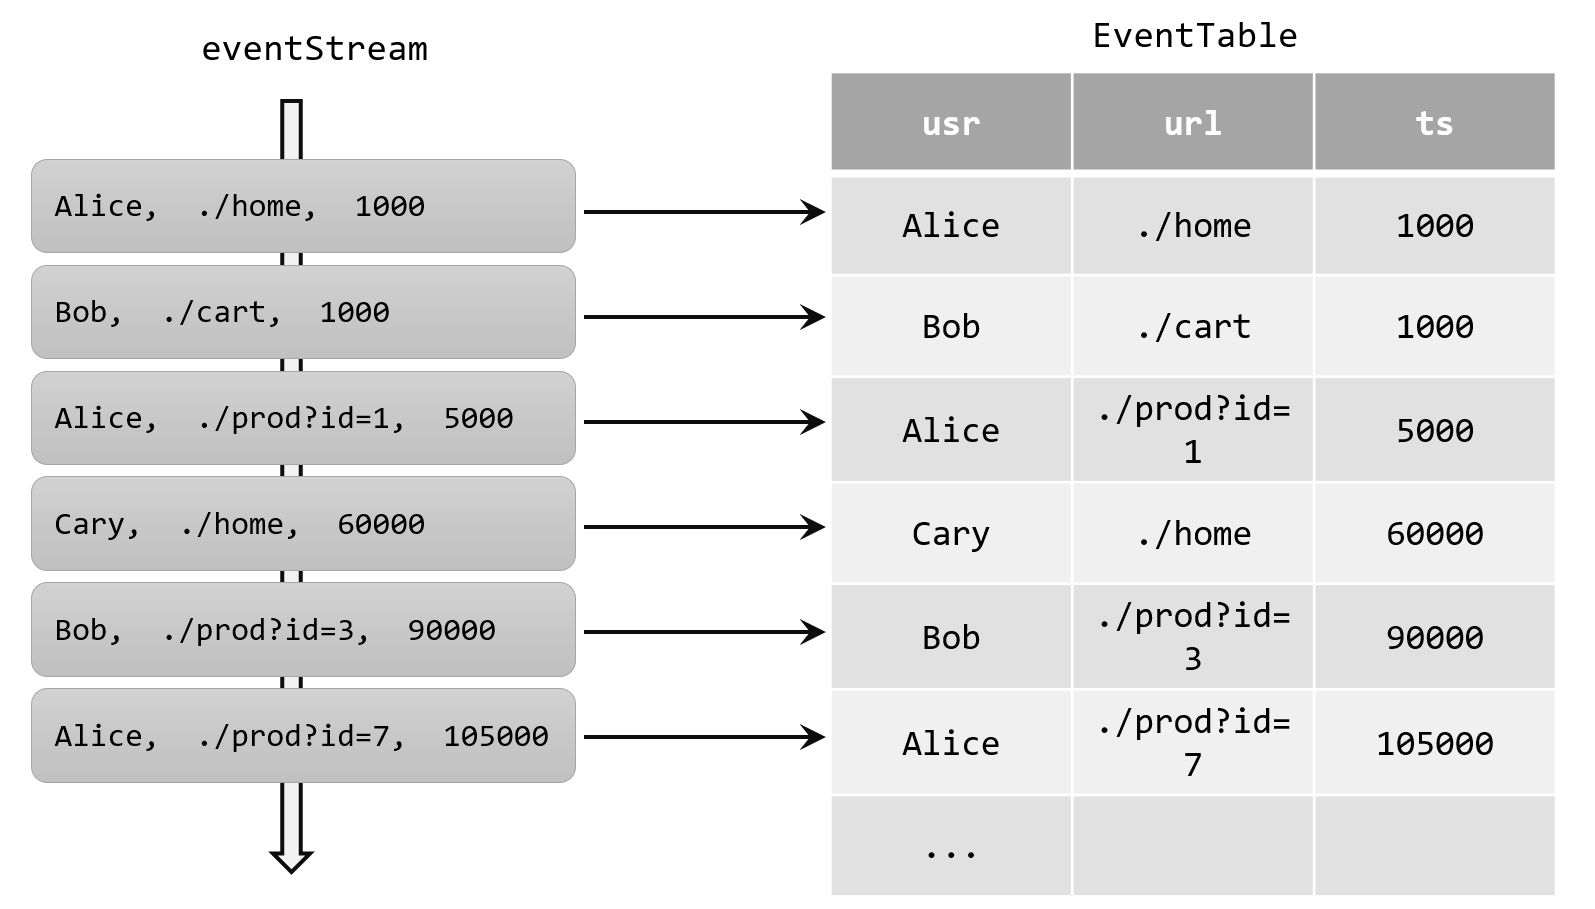 eventStream
Alice, ./home, 1000
Bob, ./cart, 1000
Alice, ./prod?id=1, 5000
Cary, ./home, 60000
Bob, ./prod?id=3, 90000
Alice, ./prod?id=7, 105000
EventTable
usr url ts
Alice ./home 1000
Bob ./cart 1000
Alice ./prod?id=
1 5000
Cary ./home 60000
Bob ./prod?id=
3 90000
Alice ./prod?id=
7 105000
...